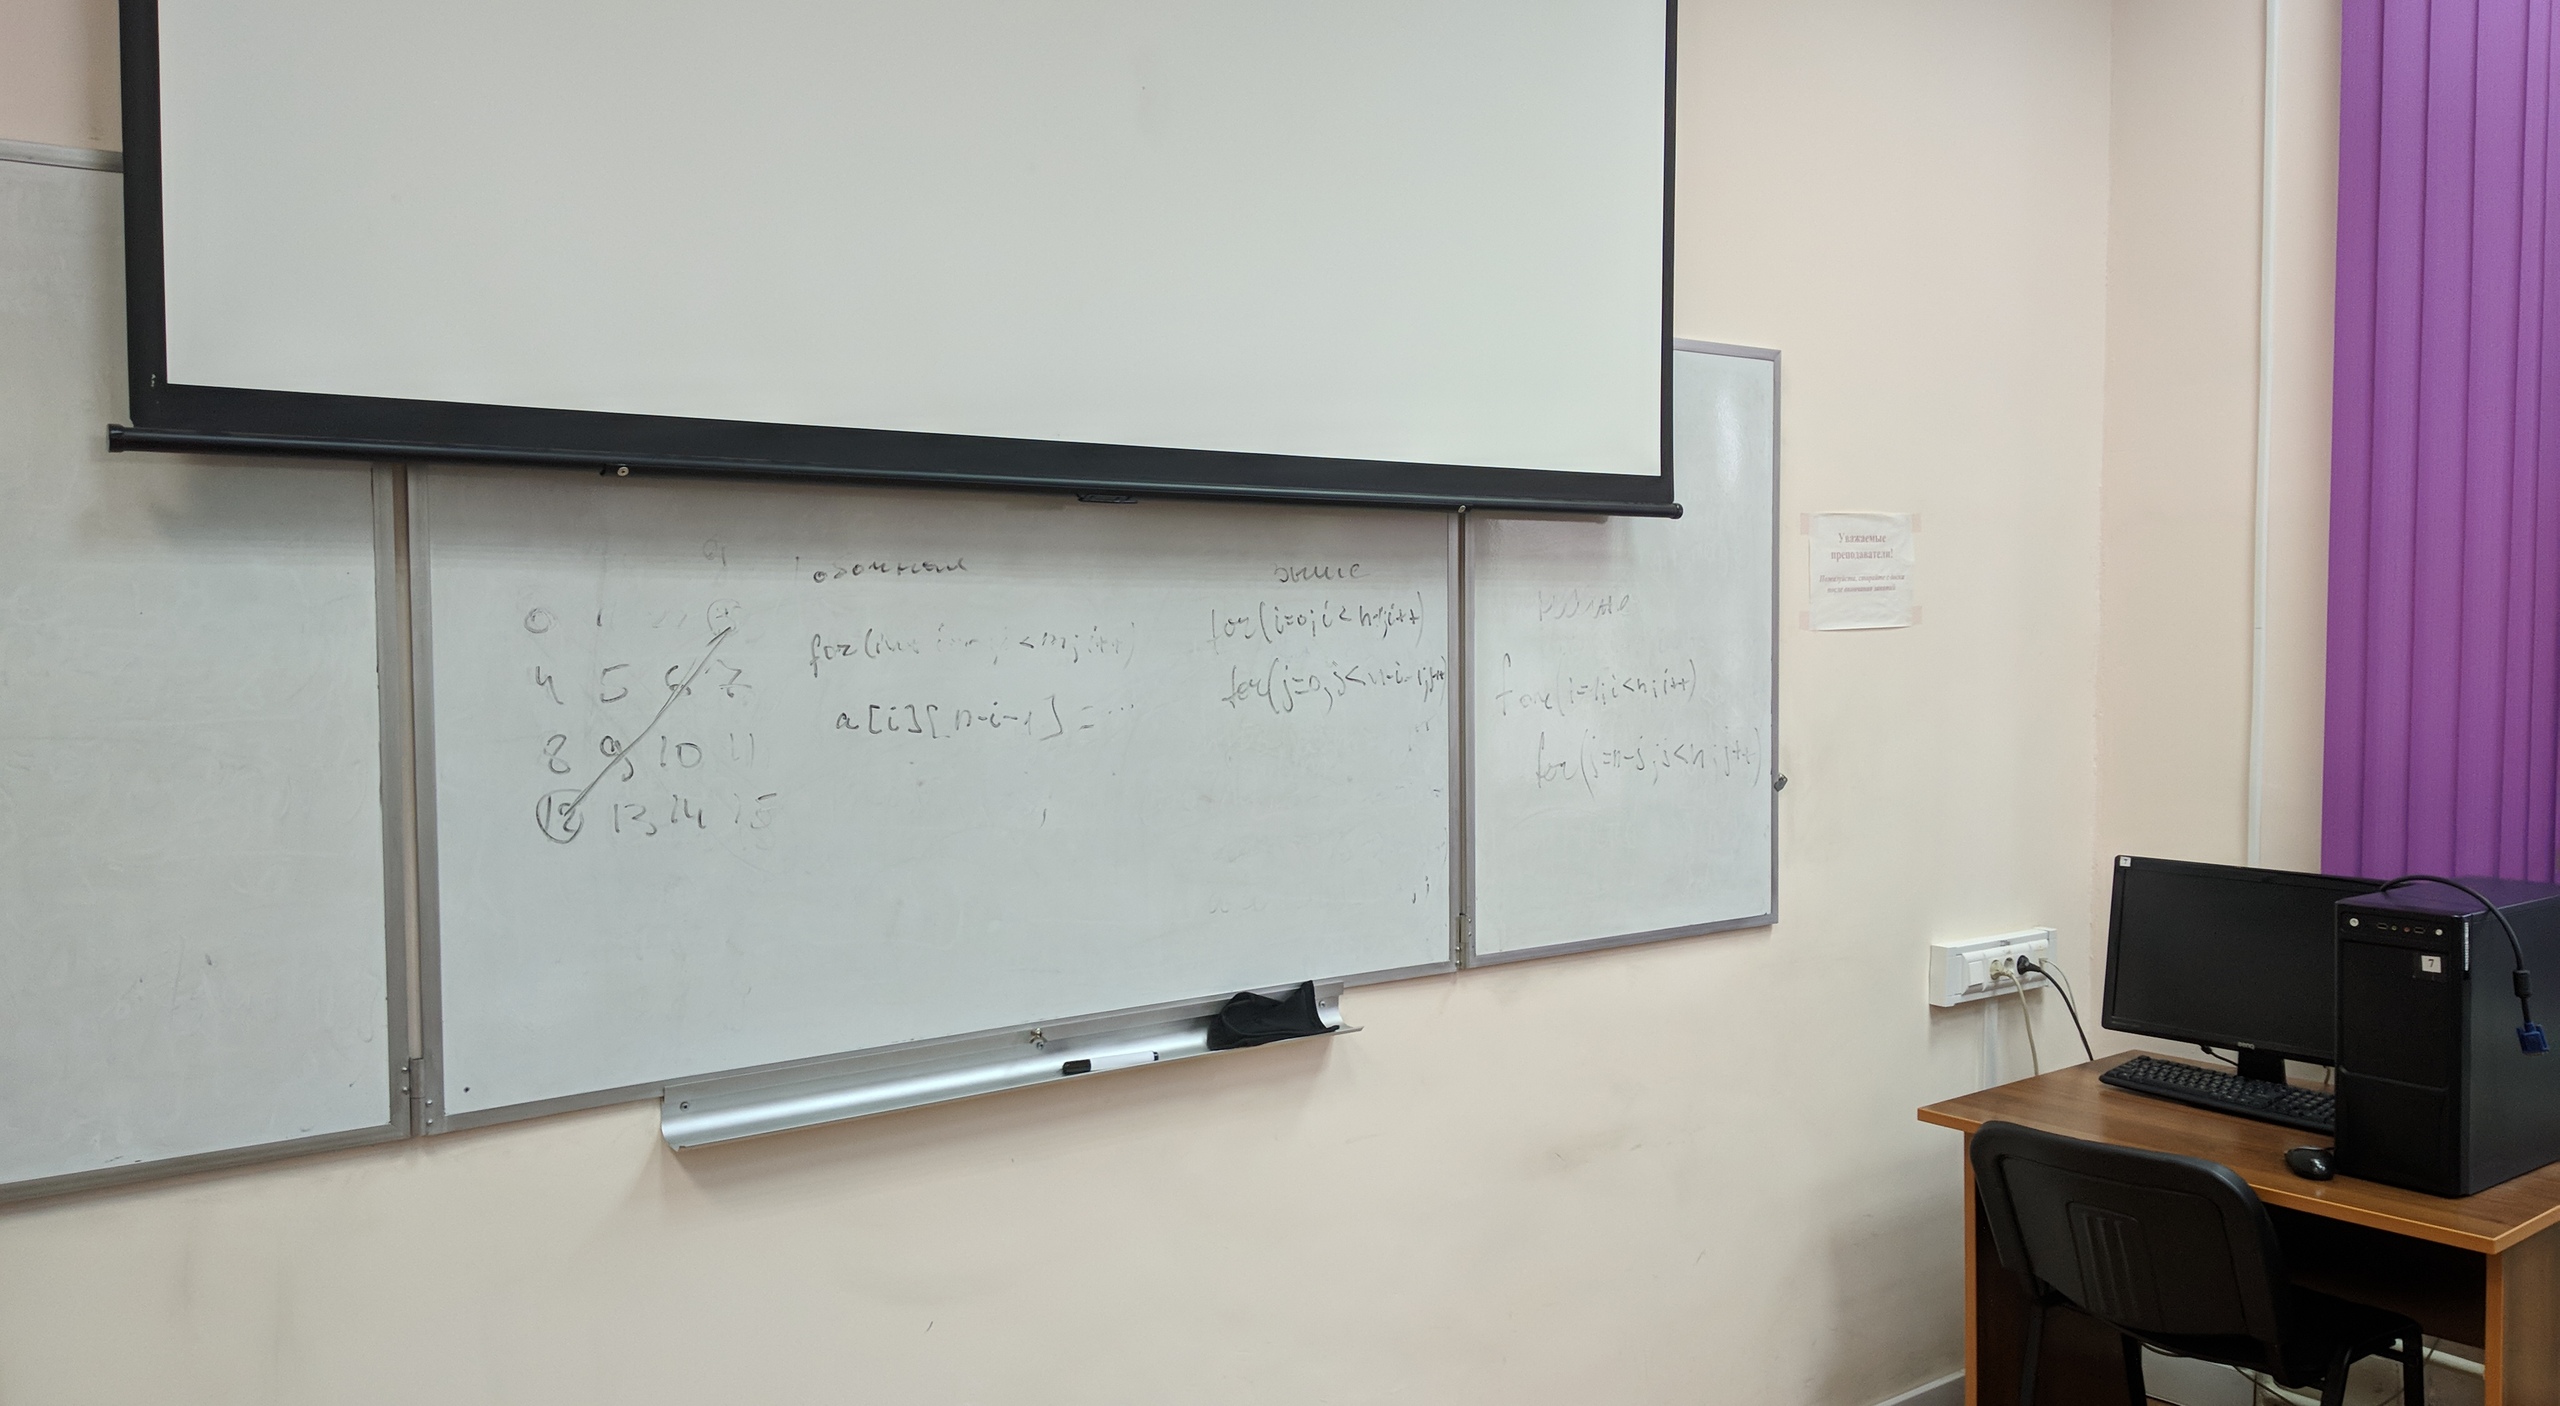 0 1
4 5 6 7
8 9 10 11
12 13 14 15
побочная
for(int i=0; i<n; i++)
a[i][n-i-1] = ...
выше
for(i=0; i<n-1; i++)
for(j=0; j<n-i-1; j++)
ниже
for(i=1; i<n; i++)
for(j=n-i; j<n; j++)
Уважаемые
преподаватели!
Пожалуйста, стирайте с доски
после окончания занятий
7